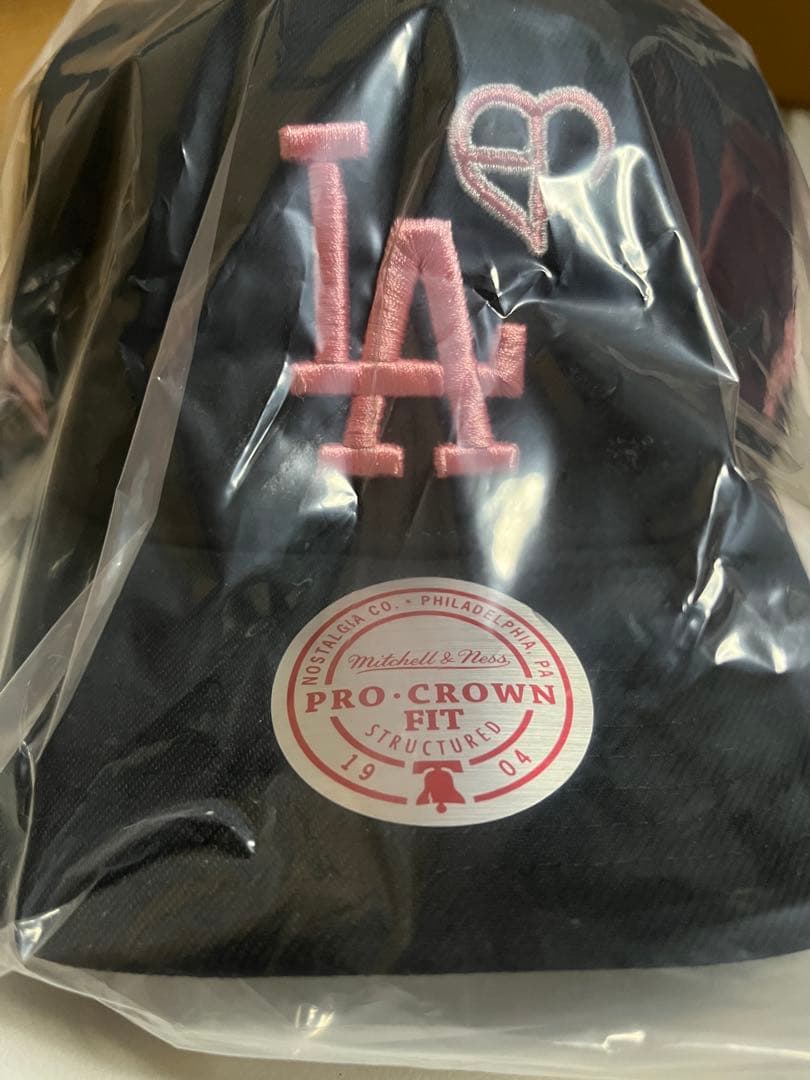 LA
NOSTALGIA CO. • PHILADELPHIA, PA
Mitchell & Ness
PRO · CROWN
FIT
STRUCTURED
19 04